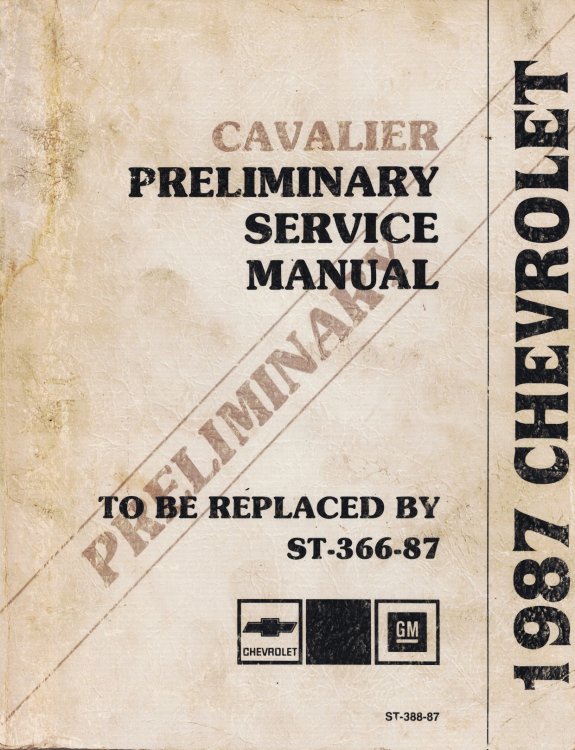 CAVALIER
PRELIMINARY
SERVICE
MANUAL
PRELIMINARY
TO BE REPLACED BY
ST-366-87
CHEVROLET
GM
ST-388-87
1987 CHEVROLET